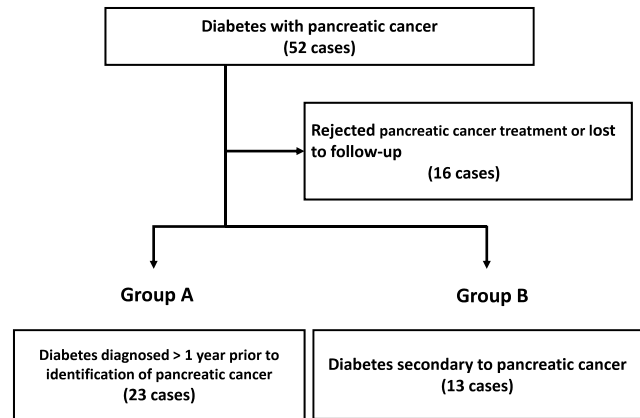 Diabetes with pancreatic cancer
(52 cases)
Rejected pancreatic cancer treatment or lost
to follow-up
(16 cases)
Group A
Group B
Diabetes diagnosed > 1 year prior to
identification of pancreatic cancer
(23 cases)
Diabetes secondary to pancreatic cancer
(13 cases)